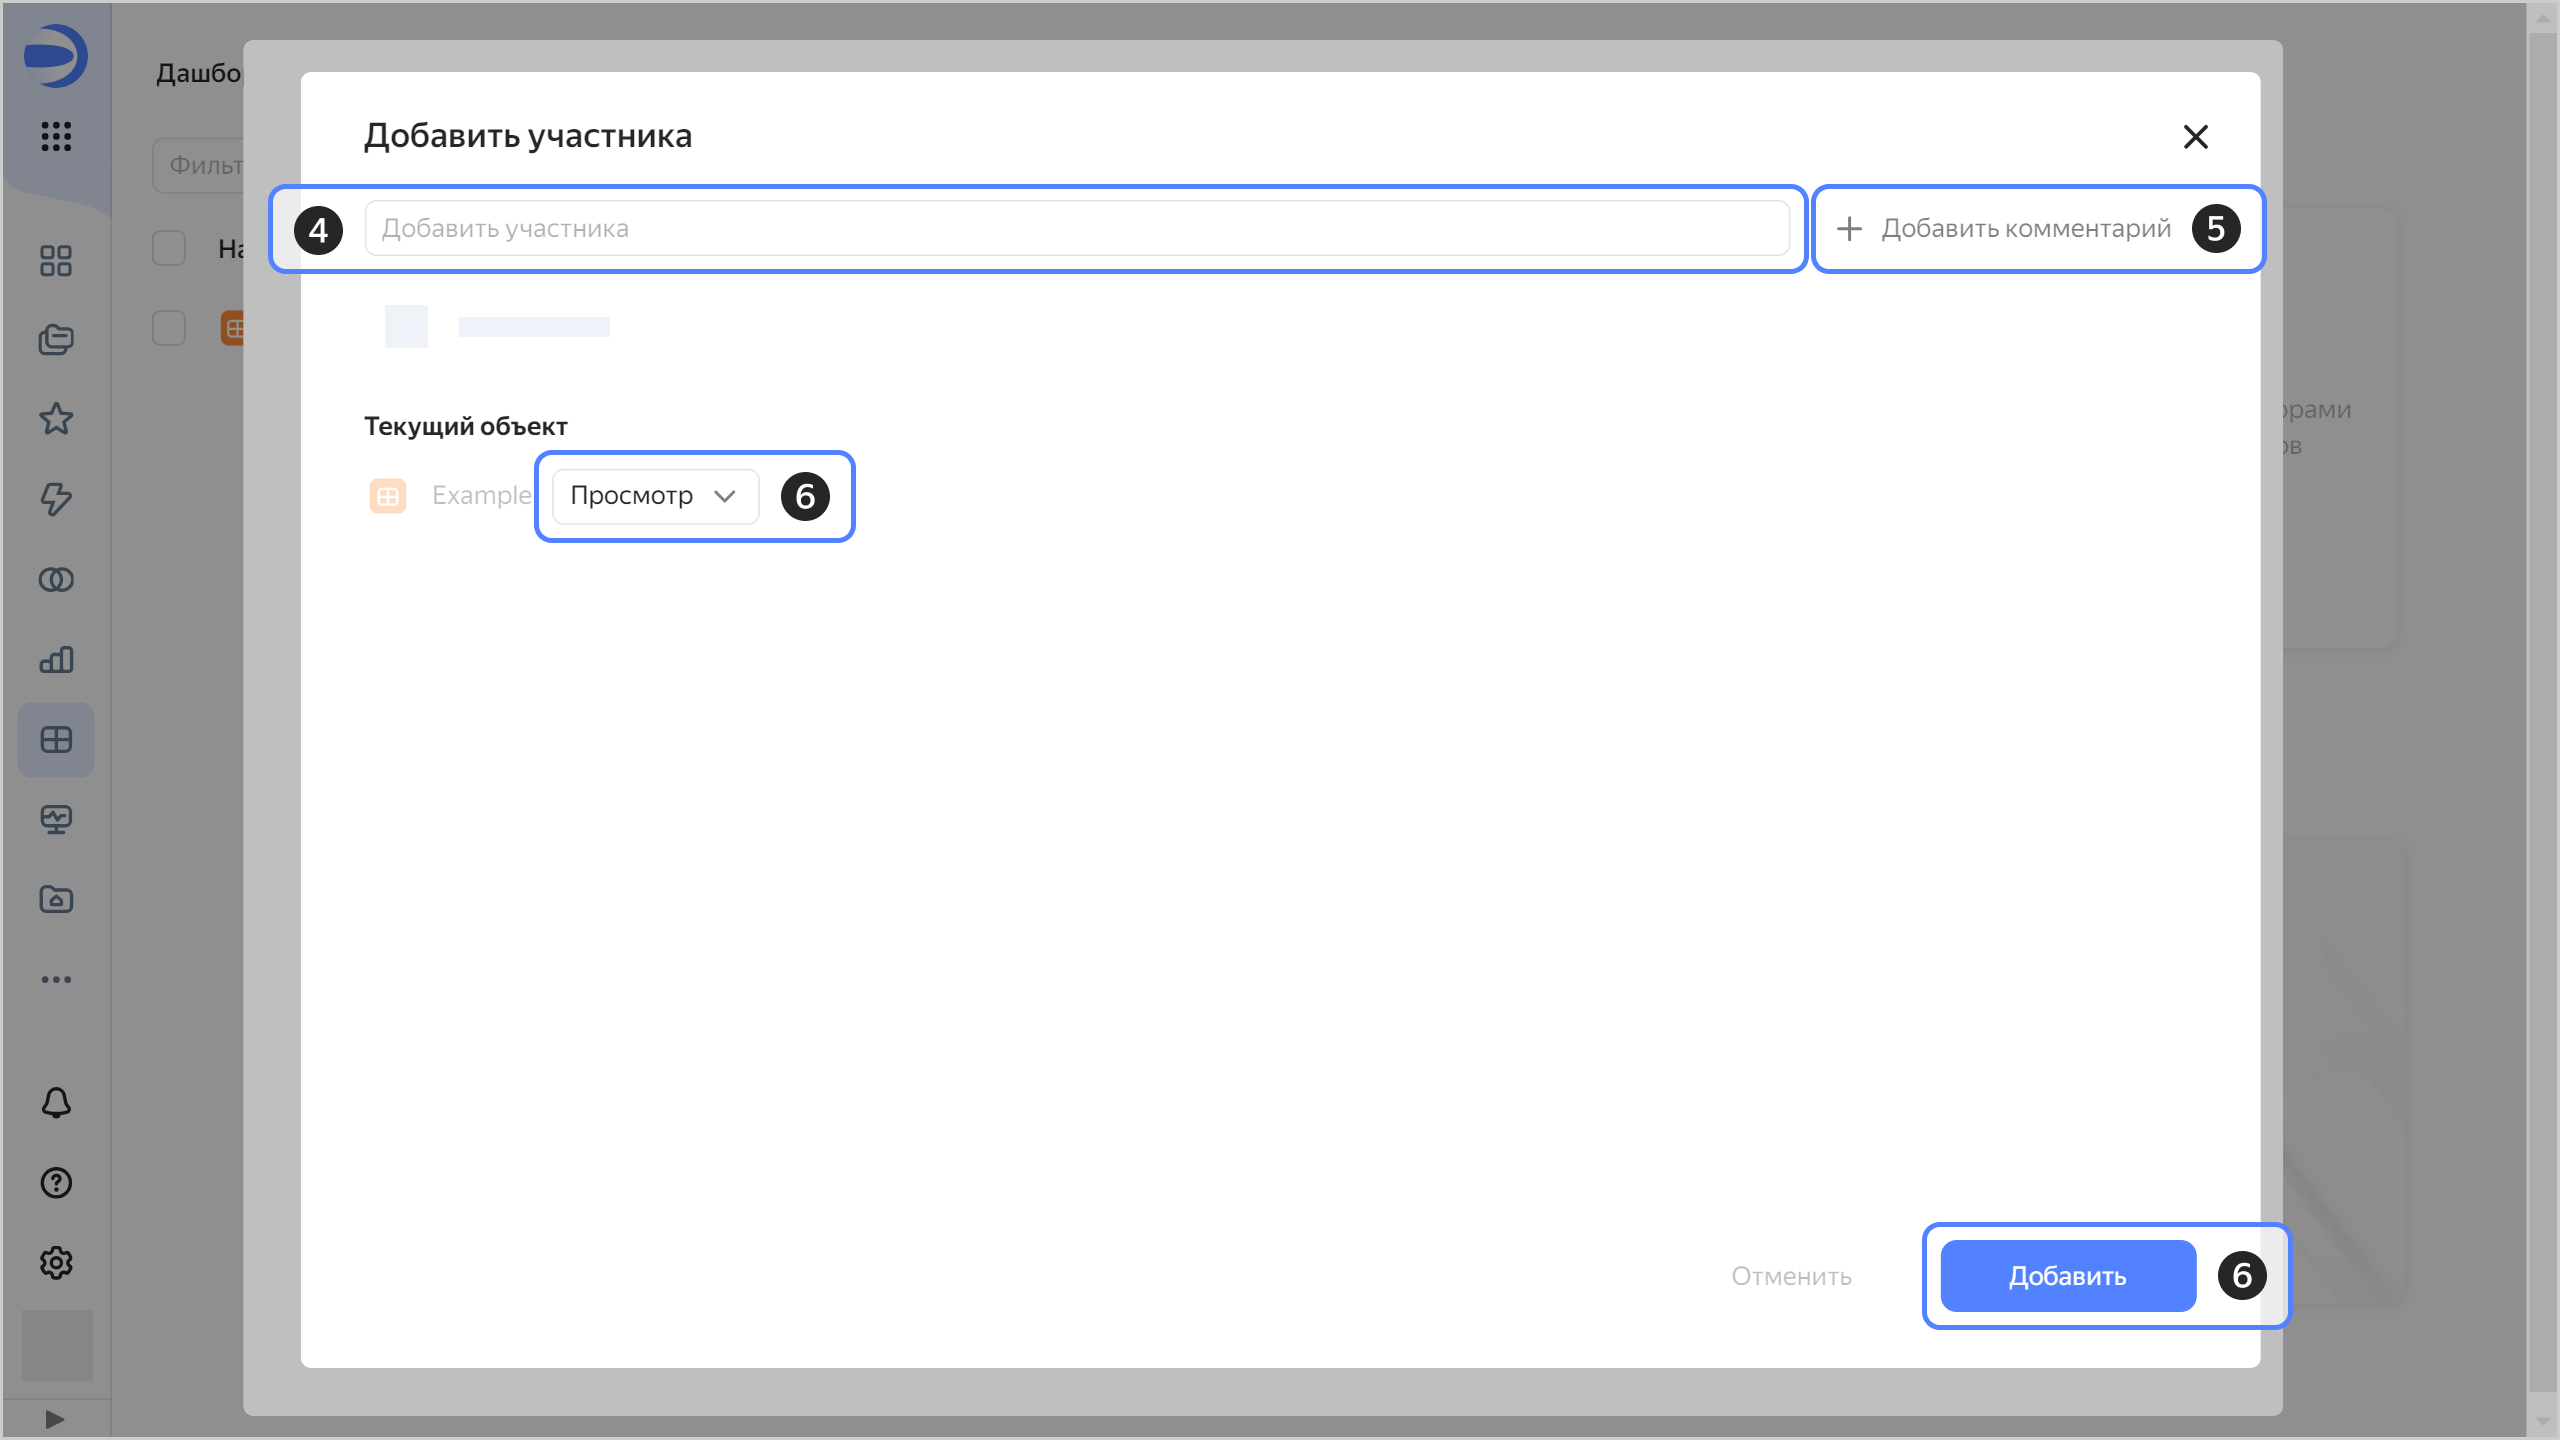 Дашбо
Добавить участника
Фильт
4 Добавить участника
Добавить комментарий 5
На
орами
ов
Текущий объект
Example Просмотр 6
Отменить Добавить 6